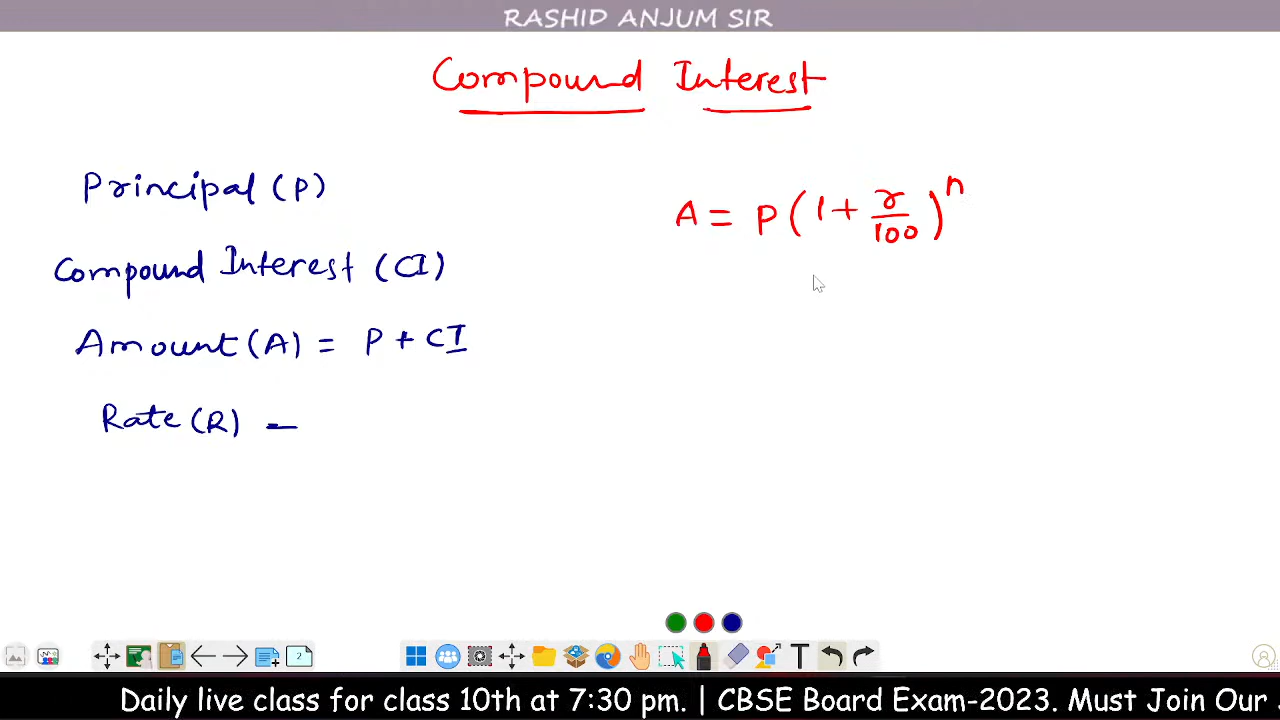 RASHID ANJUM SIR
Compound Interest
Principal (P)
Compound Interest (CI)
Amount (A) = P + CI
Rate (R) -
A = P(1 + r/100)^n
Daily live class for class 10th at 7:30 pm. | CBSE Board Exam-2023. Must Join Our